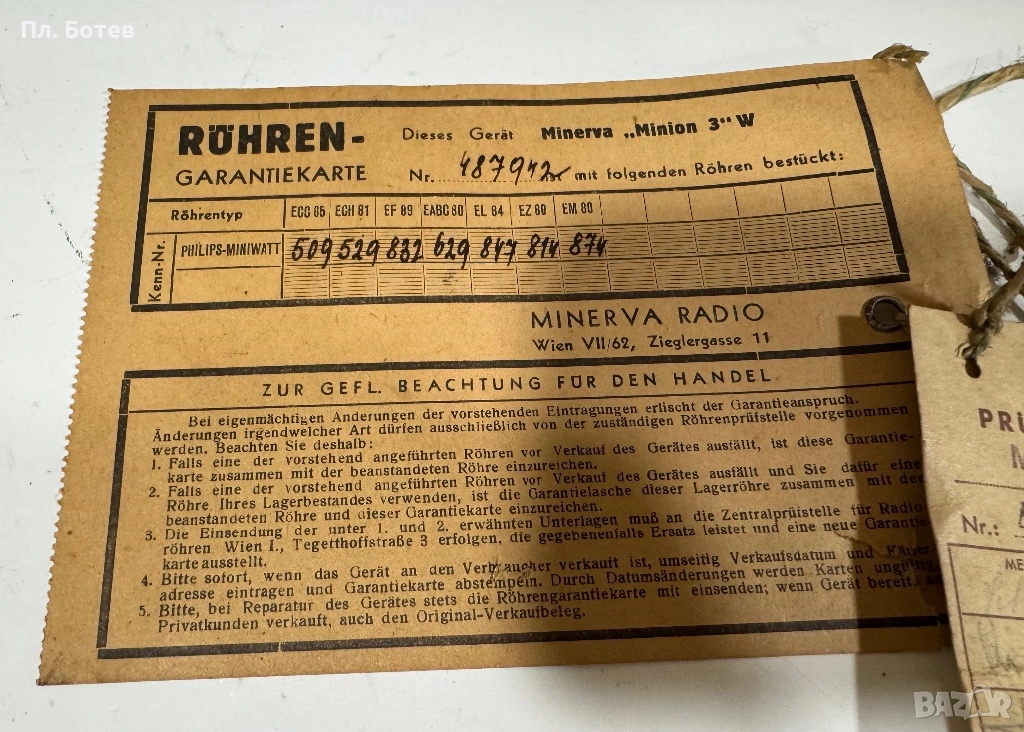 Пл. Ботев
RÖHREN-
GARANTIEKARTE
Dieses Gerät Minerva „Minion 3" W
Nr. 487942 ist mit folgenden Röhren bestückt:
Röhrentyp ECC 85 ECH 81 EF 89 EABC 80 EL 84 EZ 80 EM 80
Kenn-Nr. PHILIPS-MINIWATT 509 529 832 629 847 814 874
MINERVA RADIO
Wien VII/62, Zieglergasse 11
ZUR GEFL. BEACHTUNG FÜR DEN HANDEL
Bei eigenmächtigen Änderungen der vorstehenden Eintragungen erlischt der Garantieanspruch.
Änderungen irgendwelcher Art dürfen ausschließlich von der zuständigen Röhrenprüfstelle vorgenommen
werden. Beachten Sie deshalb:
1. Falls eine der vorstehend angeführten Röhren vor Verkauf des Gerätes ausfällt, ist diese Garantie-
karte zusammen mit der beanstandeten Röhre einzureichen.
2. Falls eine der vorstehend angeführten Röhren vor Verkauf des Gerätes ausfällt und Sie dafür eine
Röhre Ihres Lagerbestandes verwenden, ist die Garantielasche dieser Lagerröhre zusammen mit der
beanstandeten Röhre und dieser Garantiekarte einzureichen.
3. Die Einsendung der unter 1. und 2. erwähnten Unterlagen muß an die Zentralprüfstelle für Radio
röhren Wien I., Tegetthoffstraße 3 erfolgen, die gegebenenfalls Ersatz leistet und eine neue Garantie
karte ausstellt.
4. Bitte sofort, wenn das Gerät an den Verbraucher verkauft ist, umseitig Verkaufsdatum und Käufer-
adresse eintragen und Garantiekarte abstempeln. Durch Datumsänderungen werden Karten ungültig.
5. Bitte, bei Reparatur des Gerätes stets die Röhrengarantiekarte mit einsenden; wenn Gerät bereits an
Privatkunden verkauft, auch den Original-Verkaufbeleg.
PRÜ
M
Nr.:
ME
BAZAR